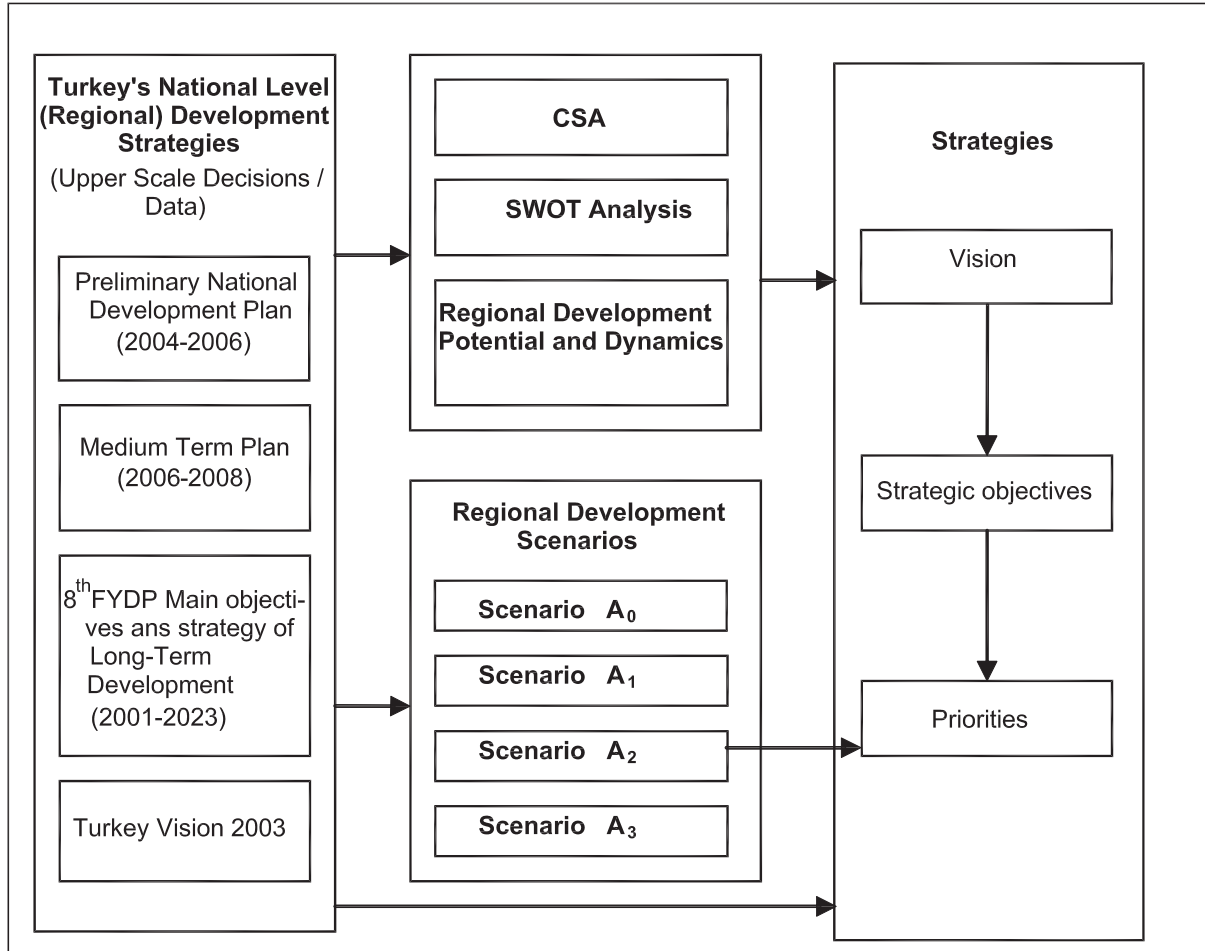 Turkey's National Level
(Regional) Development
Strategies
(Upper Scale Decisions /
Data)
Preliminary National
Development Plan
(2004-2006)
Medium Term Plan
(2006-2008)
8th FYDP Main objecti-
ves ans strategy of
Long-Term
Development
(2001-2023)
Turkey Vision 2003
CSA
SWOT Analysis
Regional Development
Potential and Dynamics
Regional Development
Scenarios
Scenario A0
Scenario A1
Scenario A2
Scenario A3
Strategies
Vision
Strategic objectives
Priorities